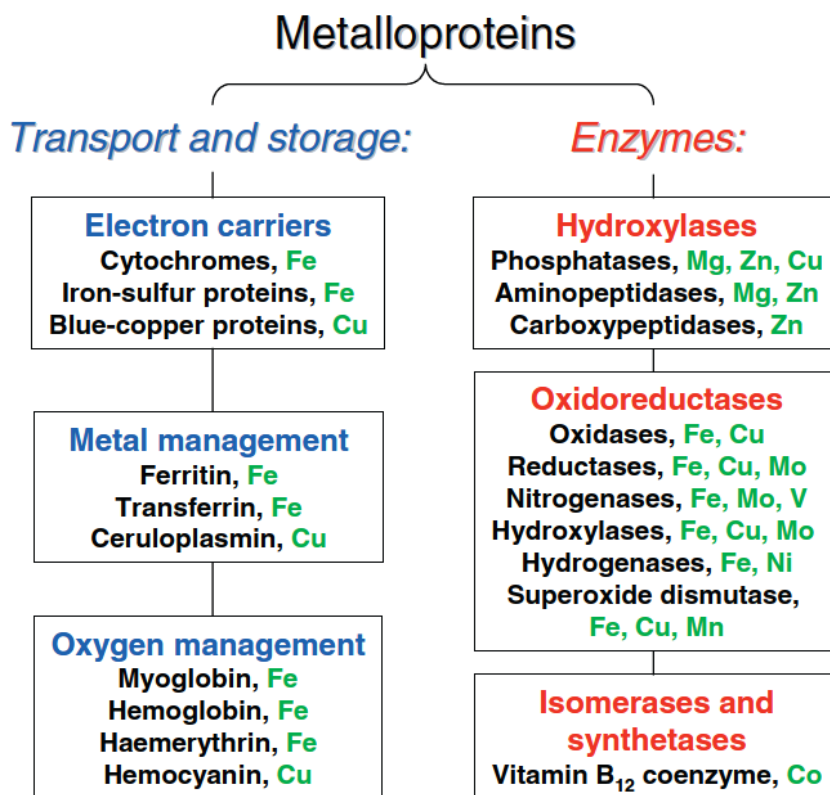 Metalloproteins
Transport and storage:
Electron carriers
Cytochromes, Fe
Iron-sulfur proteins, Fe
Blue-copper proteins, Cu
Metal management
Ferritin, Fe
Transferrin, Fe
Ceruloplasmin, Cu
Oxygen management
Myoglobin, Fe
Hemoglobin, Fe
Haemerythrin, Fe
Hemocyanin, Cu
Enzymes:
Hydroxylases
Phosphatases, Mg, Zn, Cu
Aminopeptidases, Mg, Zn
Carboxypeptidases, Zn
Oxidoreductases
Oxidases, Fe, Cu
Reductases, Fe, Cu, Mo
Nitrogenases, Fe, Mo, V
Hydroxylases, Fe, Cu, Mo
Hydrogenases, Fe, Ni
Superoxide dismutase,
Fe, Cu, Mn
Isomerases and
synthetases
Vitamin B₁₂ coenzyme, Co